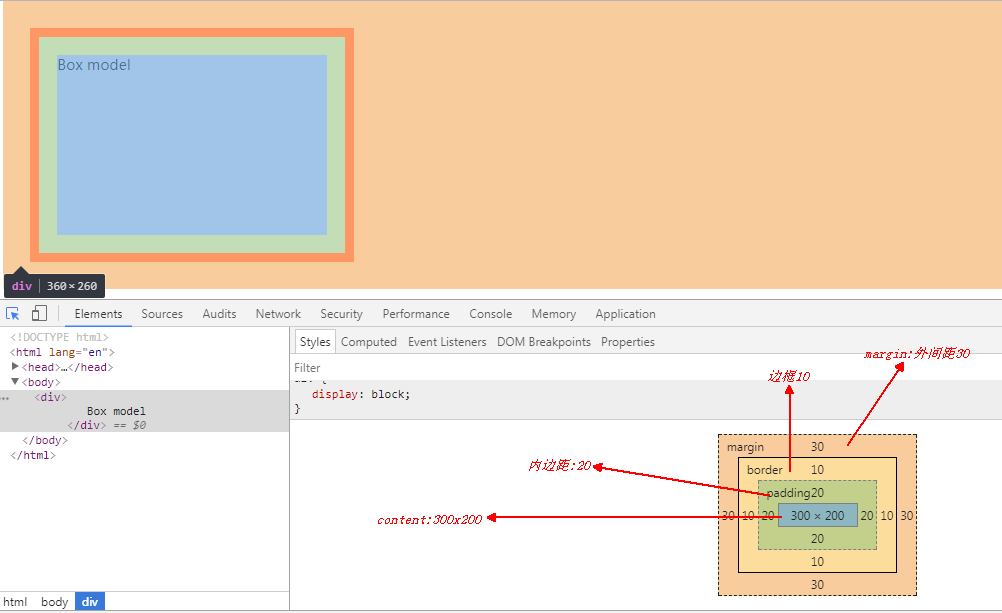 Box model
div 360×260
Elements Sources Audits Network Security Performance Console Memory Application
<!DOCTYPE html>
<html lang="en">
<head>…</head>
<body>
<div>
Box model
</div> == $0
</body>
</html>
html body div
Styles Computed Event Listeners DOM Breakpoints Properties
Filter
div {
display: block;
}
margin:外间距30
边框10
内边距:20
content:300x200
margin 30
border 10
padding20
30 10 20 300 × 200 20 10 30
20
10
30